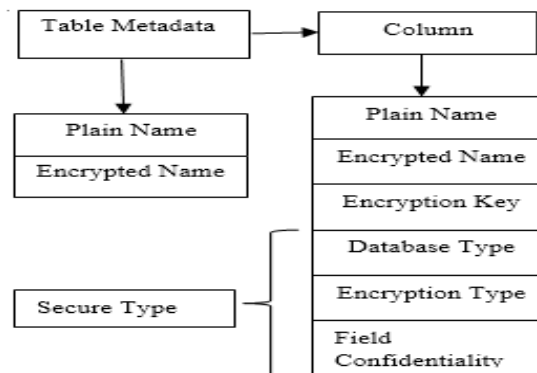 Table Metadata
Column
Plain Name
Encrypted Name
Plain Name
Encrypted Name
Encryption Key
Database Type
Encryption Type
Field
Confidentiality
Secure Type